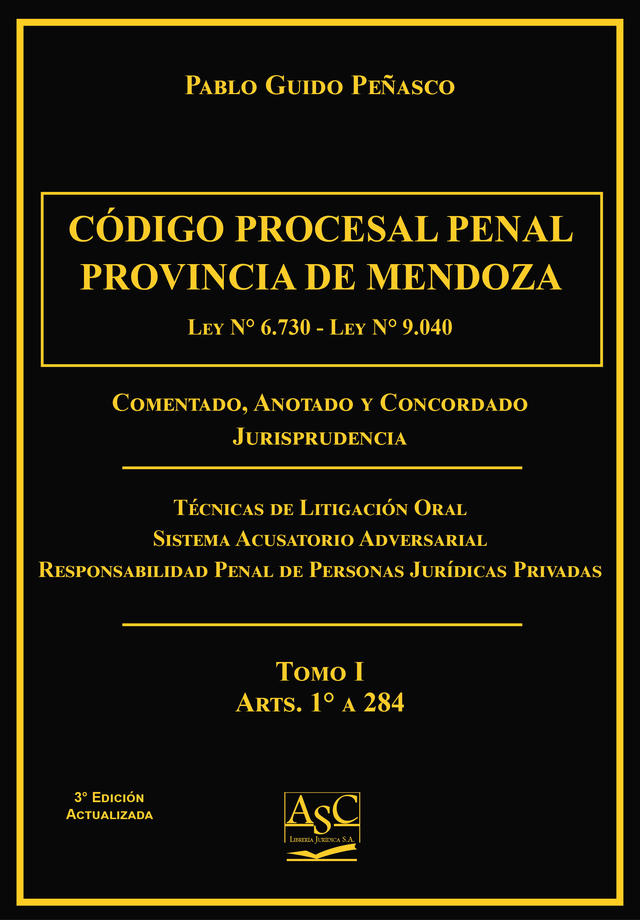 Pablo Guido Peñasco
CÓDIGO PROCESAL PENAL
PROVINCIA DE MENDOZA
Ley N° 6.730 - Ley N° 9.040
Comentado, Anotado y Concordado
Jurisprudencia
Técnicas de Litigación Oral
Sistema Acusatorio Adversarial
Responsabilidad Penal de Personas Jurídicas Privadas
Tomo I
Arts. 1° a 284
3° Edición
Actualizada
ASC
Librería Jurídica S.A.